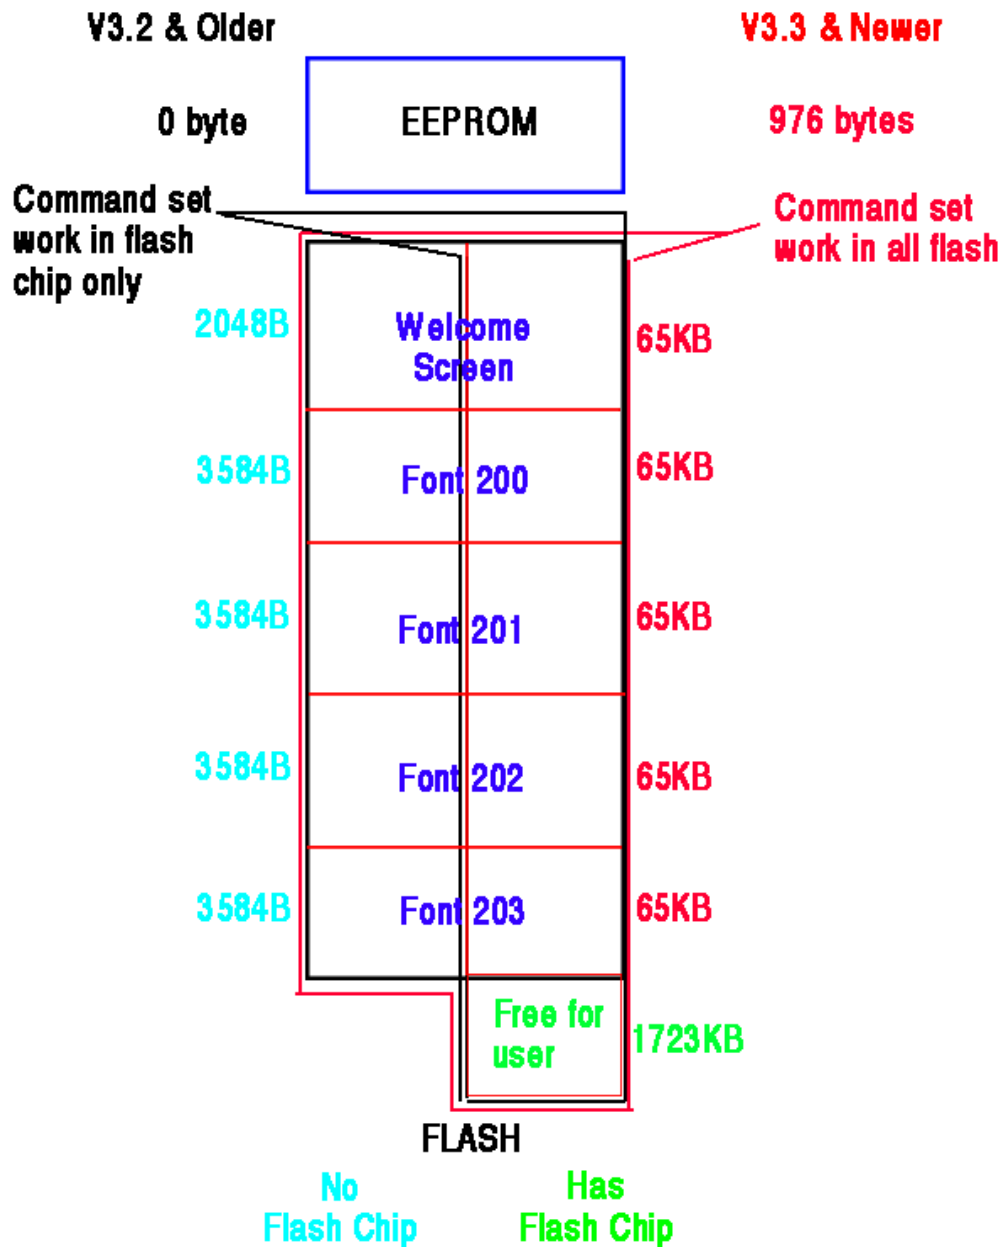 V3.2 & Older
V3.3 & Newer
0 byte
EEPROM
976 bytes
Command set
work in flash
chip only
Command set
work in all flash
2048B
Welcome
Screen
65KB
3584B
Font 200
65KB
3584B
Font 201
65KB
3584B
Font 202
65KB
3584B
Font 203
65KB
Free for
user
1723KB
FLASH
No
Flash Chip
Has
Flash Chip